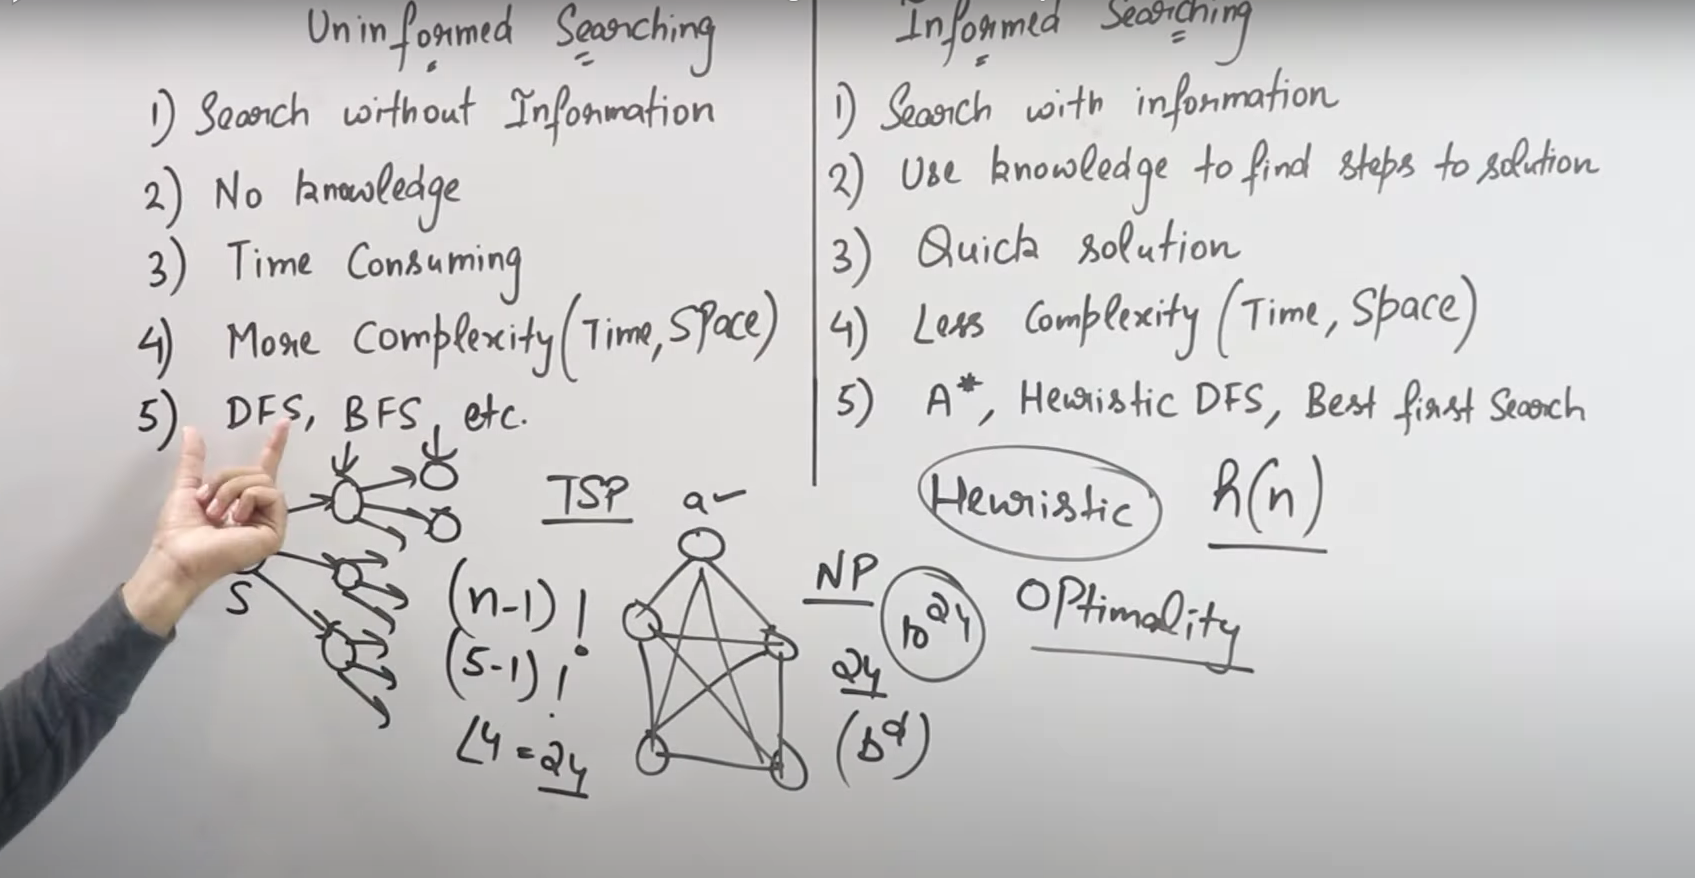 Uninformed Searching
1) Search without Information
2) No knowledge
3) Time Consuming
4) More Complexity (Time, Space)
5) DFS, BFS, etc.
S
TSP
a
(n-1)!
(5-1)!
∠4 = 24
NP
10^24
24
(b^d)
Informed Searching
1) Search with information
2) Use knowledge to find steps to solution
3) Quick solution
4) Less Complexity (Time, Space)
5) A*, Heuristic DFS, Best first Search
Heuristic h(n)
OPtimality